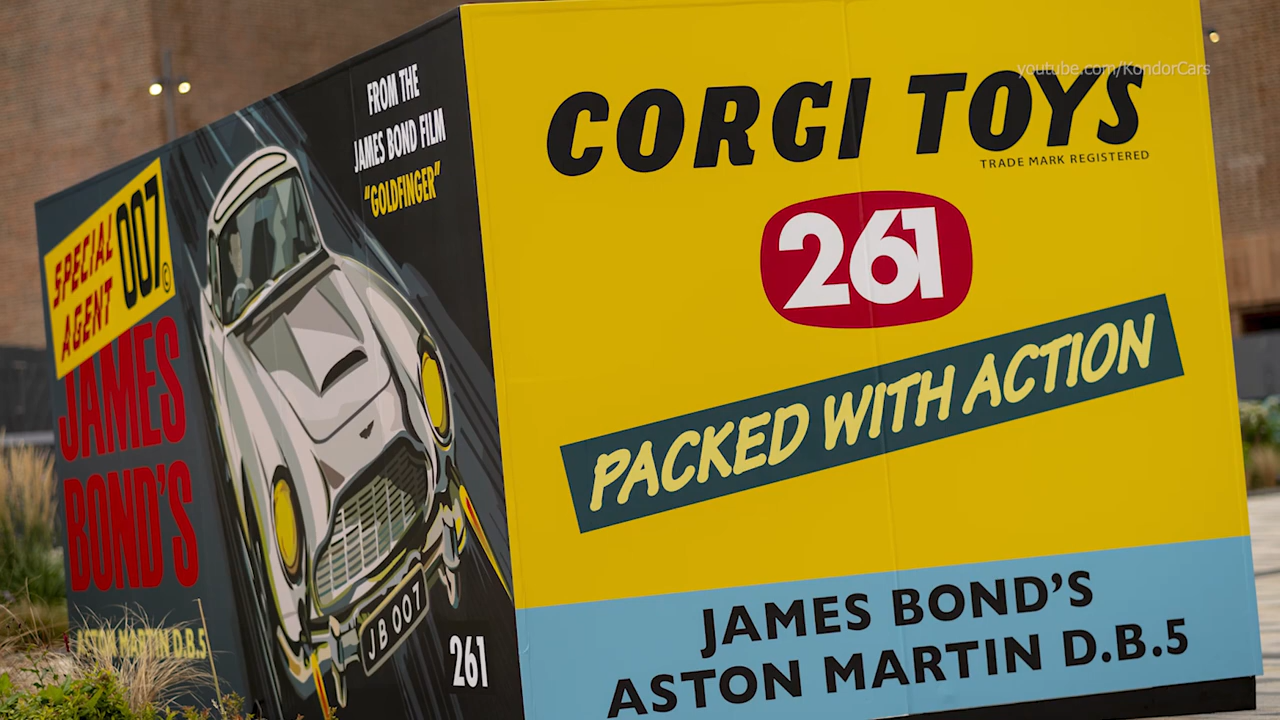 youtube.com/KondorCars
FROM THE
JAMES BOND FILM
"GOLDFINGER"
SPECIAL
AGENT
007
JAMES
BOND'S
ASTON MARTIN D.B.5
JB 007
261
CORGI TOYS
TRADE MARK REGISTERED
261
PACKED WITH ACTION
JAMES BOND'S
ASTON MARTIN D.B.5